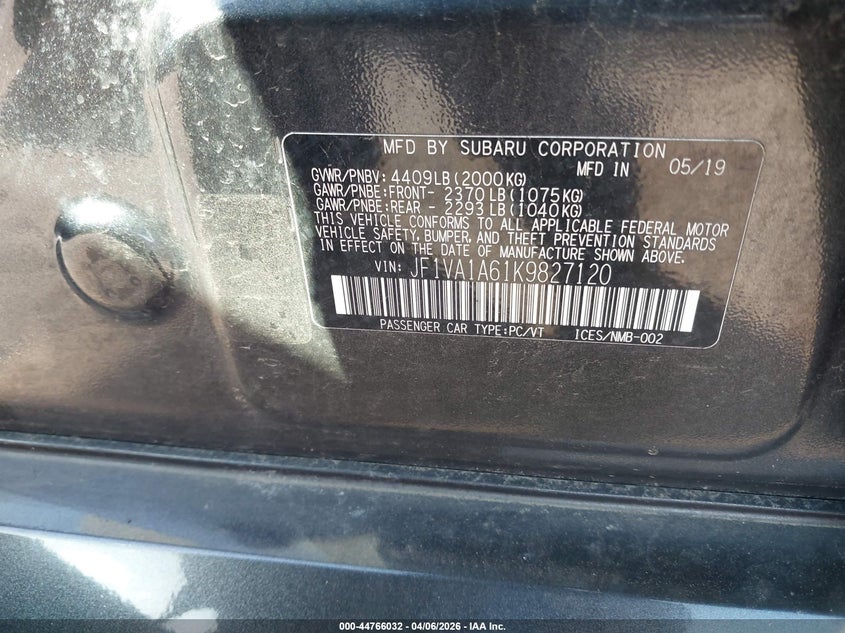 MFD BY SUBARU CORPORATION
MFD IN 05/19
GVWR/PNBV: 4409LB(2000KG)
GAWR/PNBE:FRONT- 2370LB(1075KG)
GAWR/PNBE:REAR - 2293LB(1040KG)
THIS VEHICLE CONFORMS TO ALL APPLICABLE FEDERAL MOTOR
VEHICLE SAFETY, BUMPER, AND THEFT PREVENTION STANDARDS
IN EFFECT ON THE DATE OF MANUFACTURE SHOWN ABOVE.
VIN: JF1VA1A61K9827120
PASSENGER CAR TYPE:PC/VT ICES/NMB-002
000-44766032 - 04/06/2026 - IAA Inc.